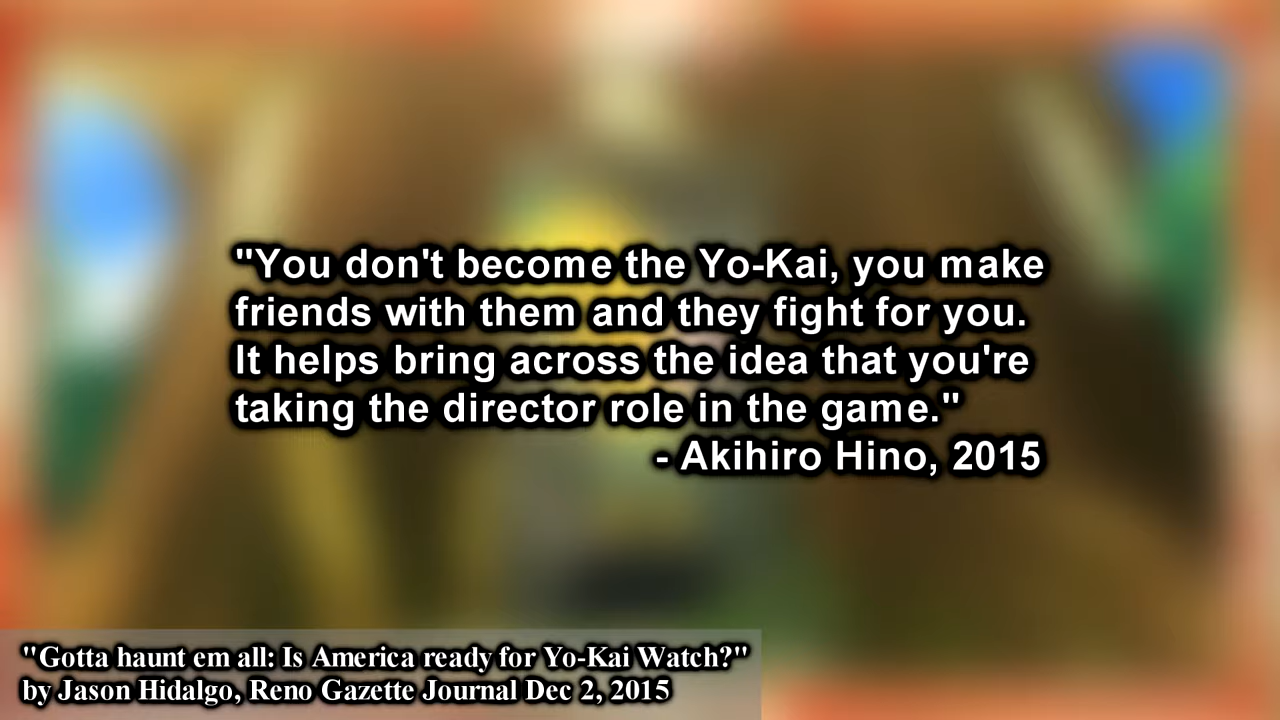 "You don't become the Yo-Kai, you make
friends with them and they fight for you.
It helps bring across the idea that you're
taking the director role in the game."
- Akihiro Hino, 2015
"Gotta haunt em all: Is America ready for Yo-Kai Watch?"
by Jason Hidalgo, Reno Gazette Journal Dec 2, 2015